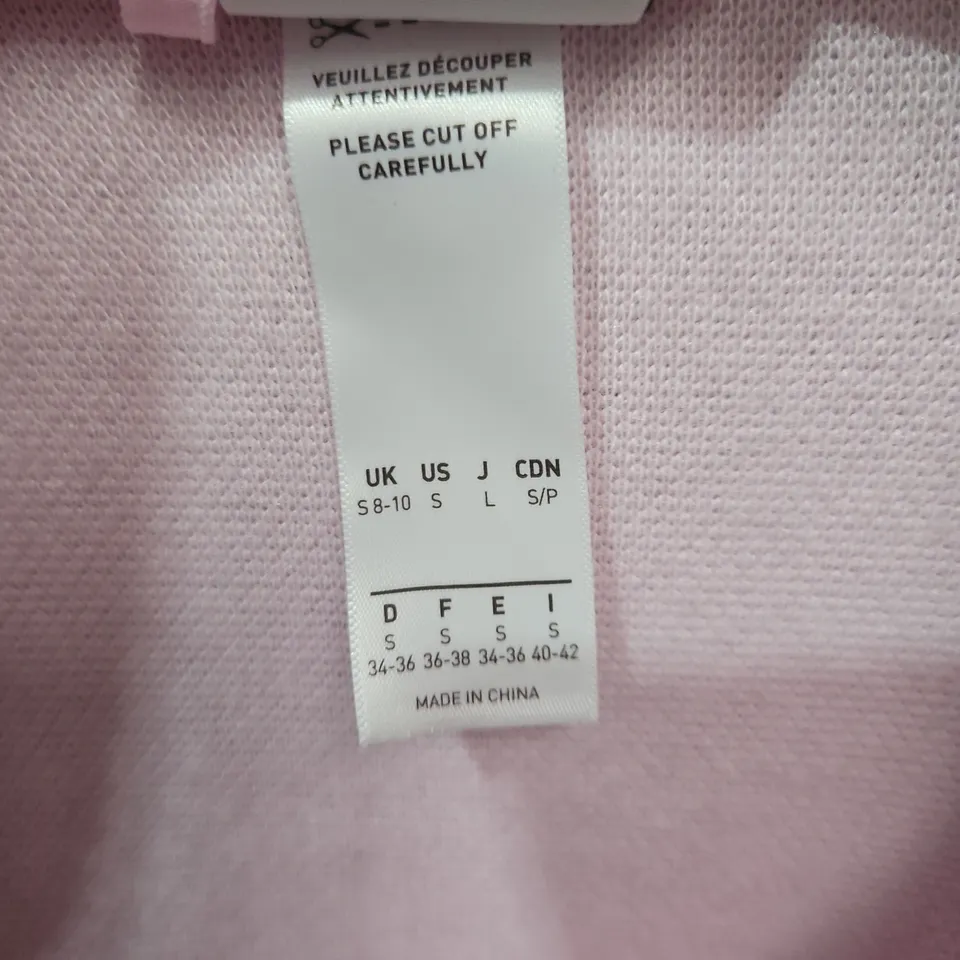 VEUILLEZ DÉCOUPER
ATTENTIVEMENT
PLEASE CUT OFF
CAREFULLY
UK US J CDN
S 8-10 S L S/P
D F E I
S S S S
34-36 36-38 34-36 40-42
MADE IN CHINA